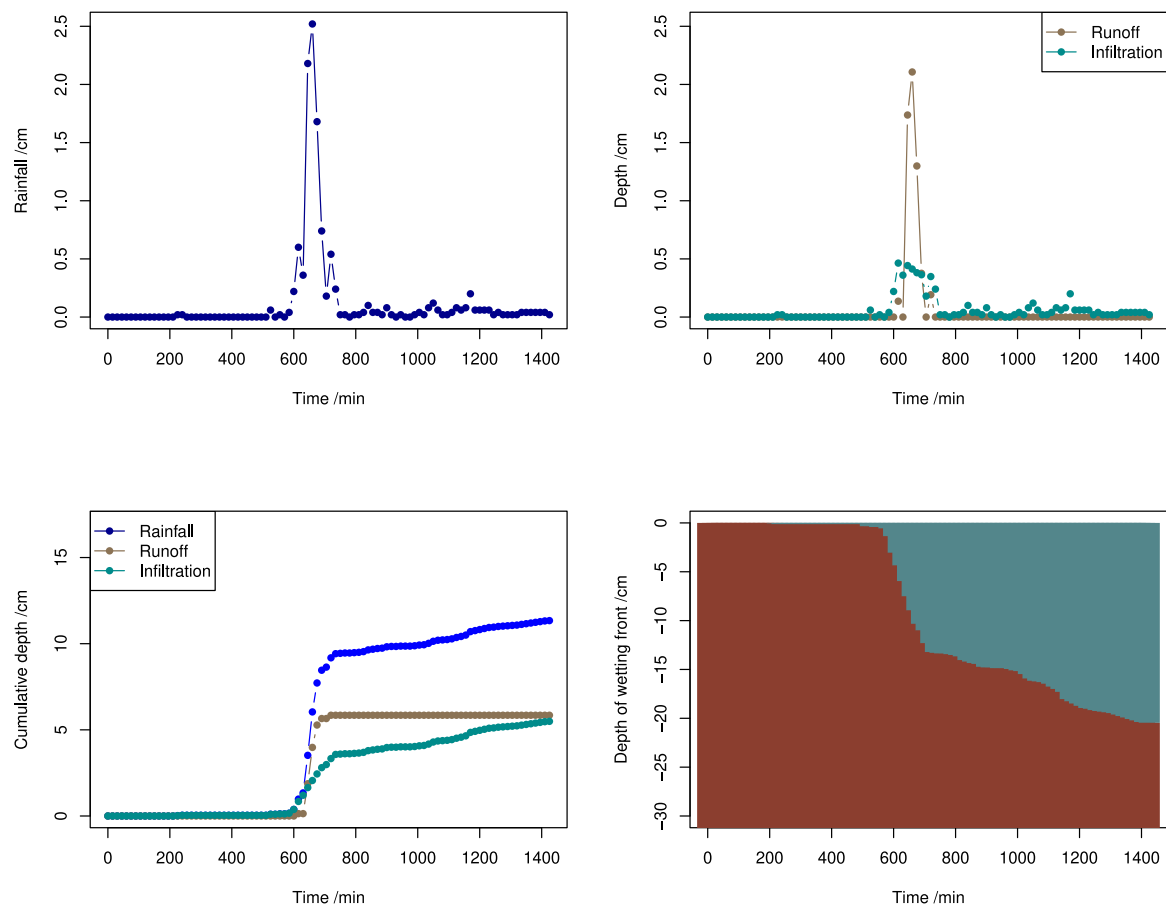 Rainfall /cm
0.0 0.5 1.0 1.5 2.0 2.5
0 200 400 600 800 1000 1200 1400
Time /min
Depth /cm
0.0 0.5 1.0 1.5 2.0 2.5
Runoff
Infiltration
0 200 400 600 800 1000 1200 1400
Time /min
Cumulative depth /cm
0 5 10 15
Rainfall
Runoff
Infiltration
0 200 400 600 800 1000 1200 1400
Time /min
Depth of wetting front /cm
−30 −25 −20 −15 −10 −5 0
0 200 400 600 800 1000 1200 1400
Time /min